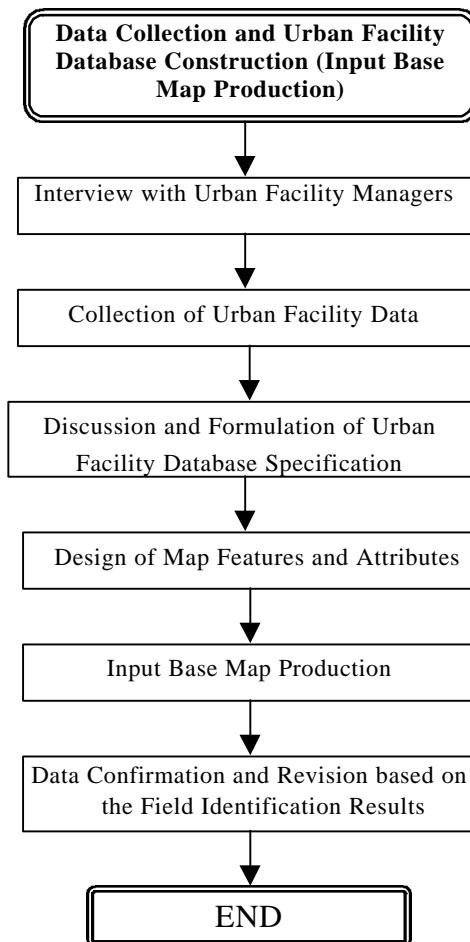 Data Collection and Urban Facility
Database Construction (Input Base
Map Production)
Interview with Urban Facility Managers
Collection of Urban Facility Data
Discussion and Formulation of Urban
Facility Database Specification
Design of Map Features and Attributes
Input Base Map Production
Data Confirmation and Revision based on
the Field Identification Results
END